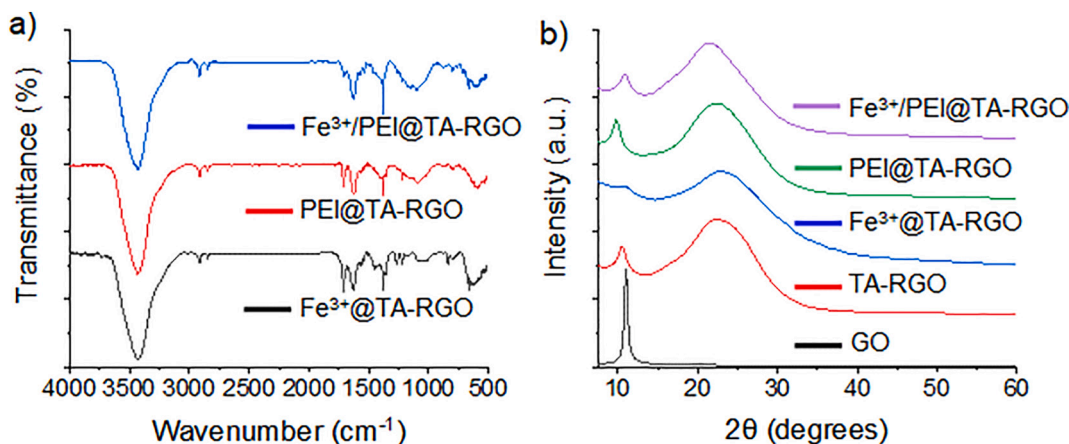 a)
Transmittance (%)
Fe³⁺/PEI@TA-RGO
PEI@TA-RGO
Fe³⁺@TA-RGO
4000 3500 3000 2500 2000 1500 1000 500
Wavenumber (cm⁻¹)
b)
Intensity (a.u.)
Fe³⁺/PEI@TA-RGO
PEI@TA-RGO
Fe³⁺@TA-RGO
TA-RGO
GO
10 20 30 40 50 60
2θ (degrees)